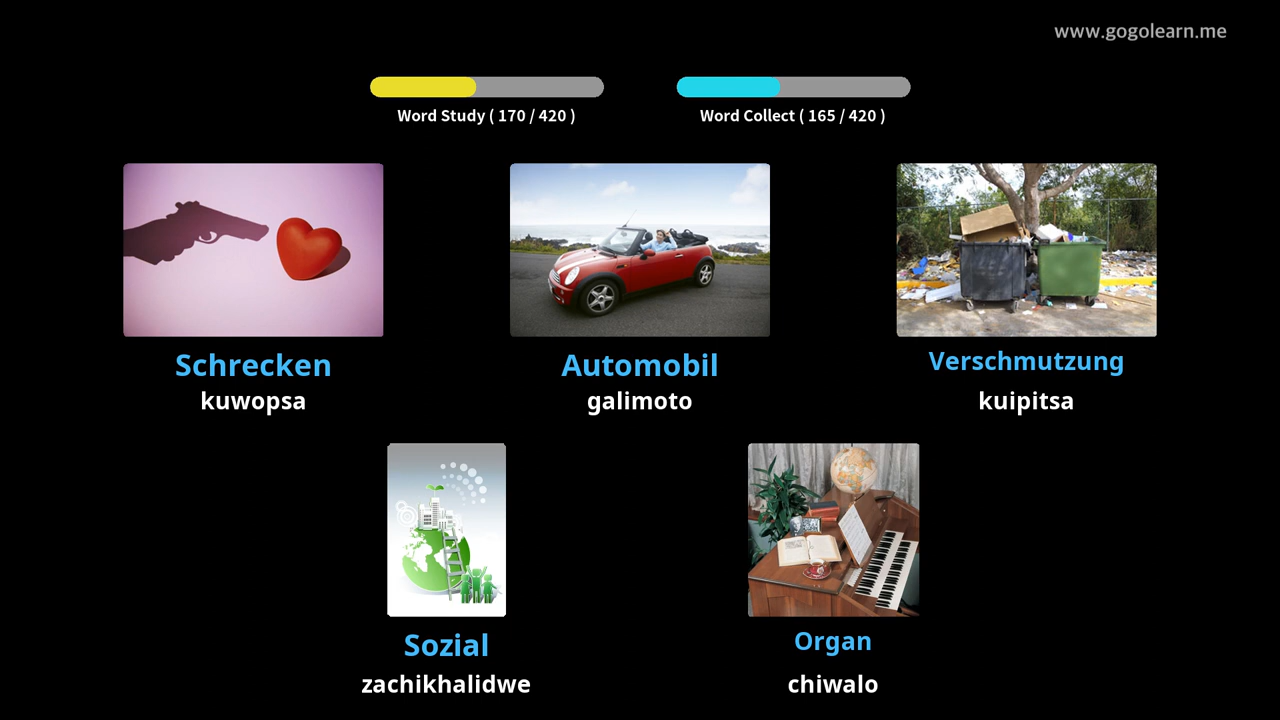 www.gogolearn.me
Word Study ( 170 / 420 )
Word Collect ( 165 / 420 )
Schrecken
kuwopsa
Automobil
galimoto
Verschmutzung
kuipitsa
Sozial
zachikhalidwe
Organ
chiwalo